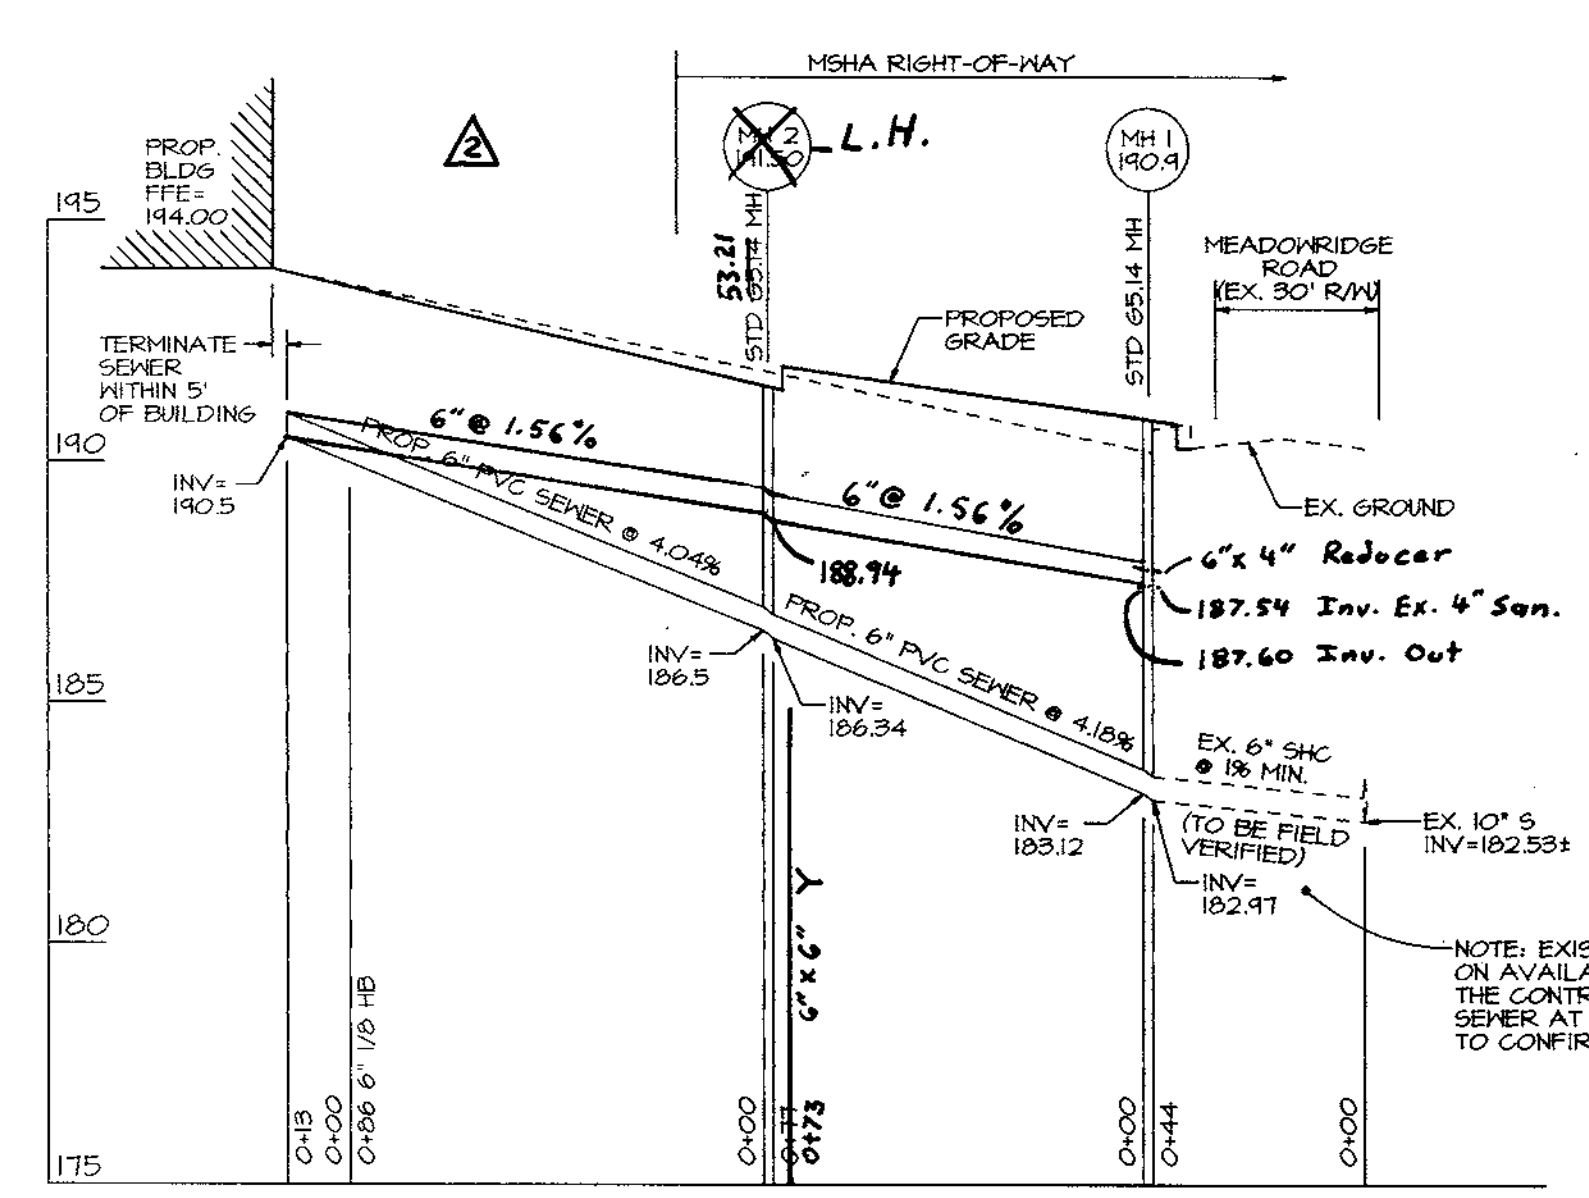 MSHA RIGHT-OF-WAY
PROP.
BLDG
FFE=
194.00
2
MH 2
191.50
L.H.
MH 1
190.9
195
53.21
STD G5.14 MH
STD G5.14 MH
MEADOWRIDGE
ROAD
(EX. 30' R/W)
PROPOSED
GRADE
TERMINATE
SEWER
WITHIN 5'
OF BUILDING
6" @ 1.56%
PROP. 6" PVC SEWER @ 4.04%
190
INV=
190.5
6" @ 1.56%
EX. GROUND
188.94
6" x 4" Reducer
187.54 Inv. Ex. 4" San.
187.60 Inv. Out
PROP. 6" PVC SEWER @ 4.18%
INV=
186.5
185
INV=
186.34
EX. 6" SHC
@ 1% MIN.
INV=
183.12
(TO BE FIELD
VERIFIED)
EX. 10" S
INV=182.53±
INV=
182.97
180
6" x 6" Y
NOTE: EXIS
ON AVAILA
THE CONTR
SEWER AT
TO CONFIR
0+13
0+00
0+86 6" 1/8 HB
0+00
0+77
0+73
0+00
0+44
0+00
175